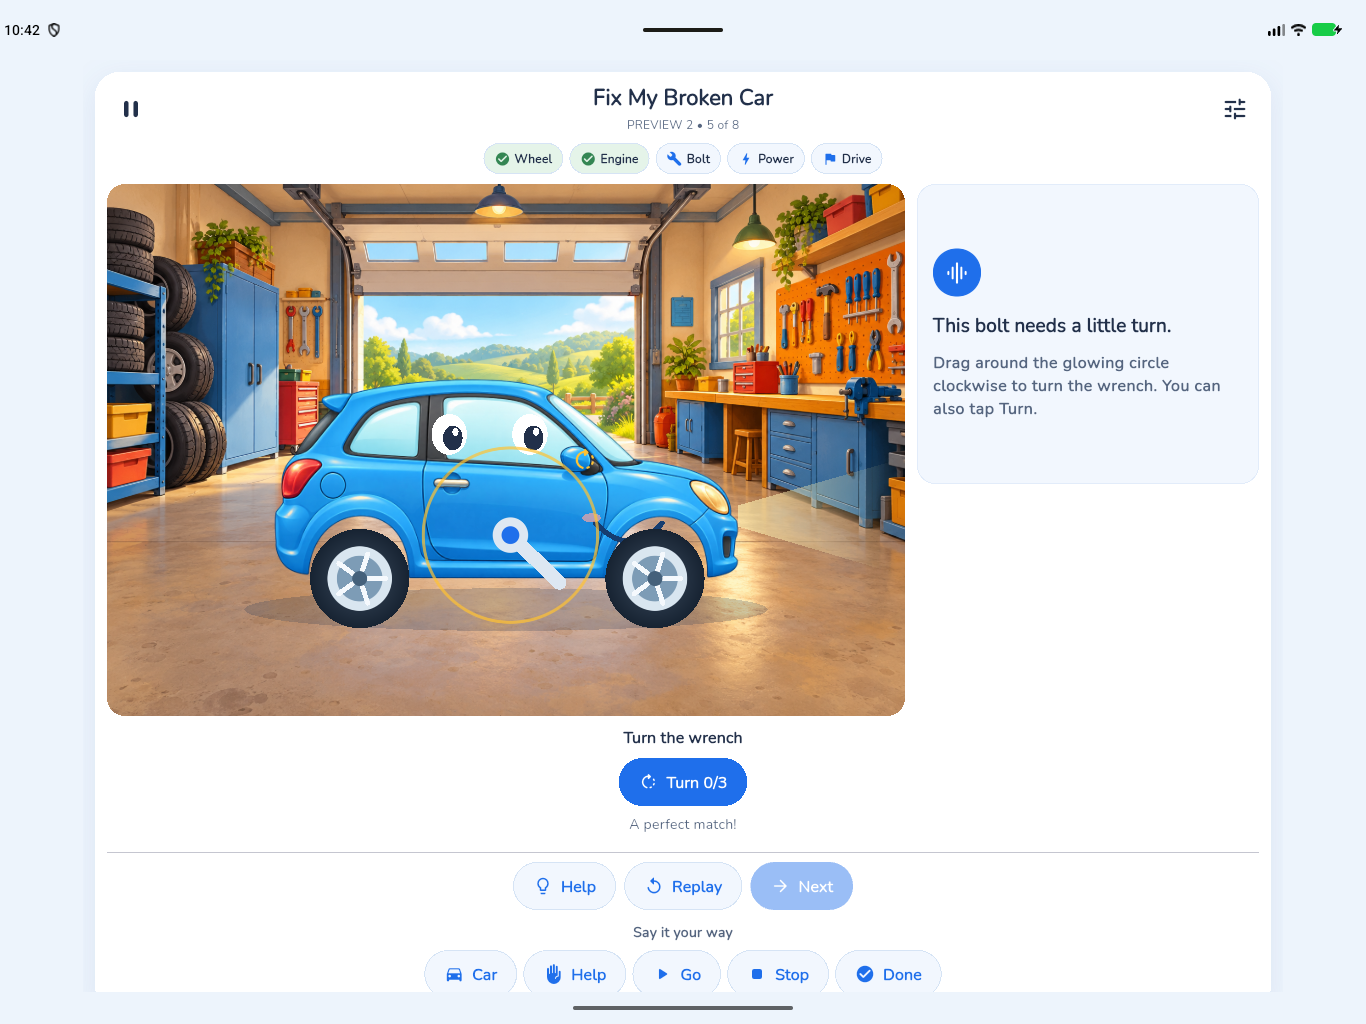 10:42
Fix My Broken Car
PREVIEW 2 • 5 of 8
Wheel
Engine
Bolt
Power
Drive
This bolt needs a little turn.
Drag around the glowing circle
clockwise to turn the wrench. You can
also tap Turn.
Turn the wrench
Turn 0/3
A perfect match!
Help
Replay
Next
Say it your way
Car
Help
Go
Stop
Done